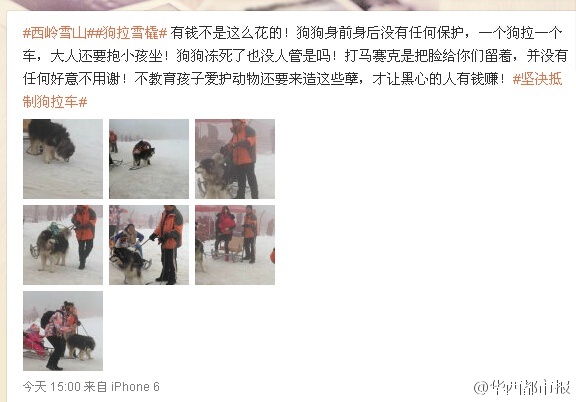 #西岭雪山##狗拉雪橇# 有钱不是这么花的！狗狗身前身后没有任何保护，一个狗拉一个
车，大人还要抱小孩坐！狗狗冻死了也没人管是吗！打马赛克是把脸给你们留着，并没有
任何好意不用谢！不教育孩子爱护动物还要来造这些孽，才让黑心的人有钱赚！#坚决抵
制狗拉车#
今天 15:00 来自 iPhone 6
@华西都市报